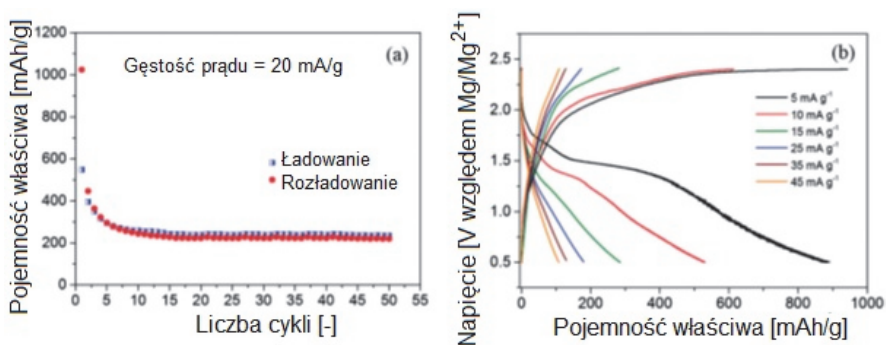 (a)
Gęstość prądu = 20 mA/g
Ładowanie
Rozładowanie
Pojemność właściwa [mAh/g]
1200
1000
800
600
400
200
0
0 5 10 15 20 25 30 35 40 45 50 55
Liczba cykli [-]
(b)
5 mA g⁻¹
10 mA g⁻¹
15 mA g⁻¹
25 mA g⁻¹
35 mA g⁻¹
45 mA g⁻¹
Napięcie [V względem Mg/Mg²⁺]
2.5
2.0
1.5
1.0
0.5
0 200 400 600 800 1000
Pojemność właściwa [mAh/g]